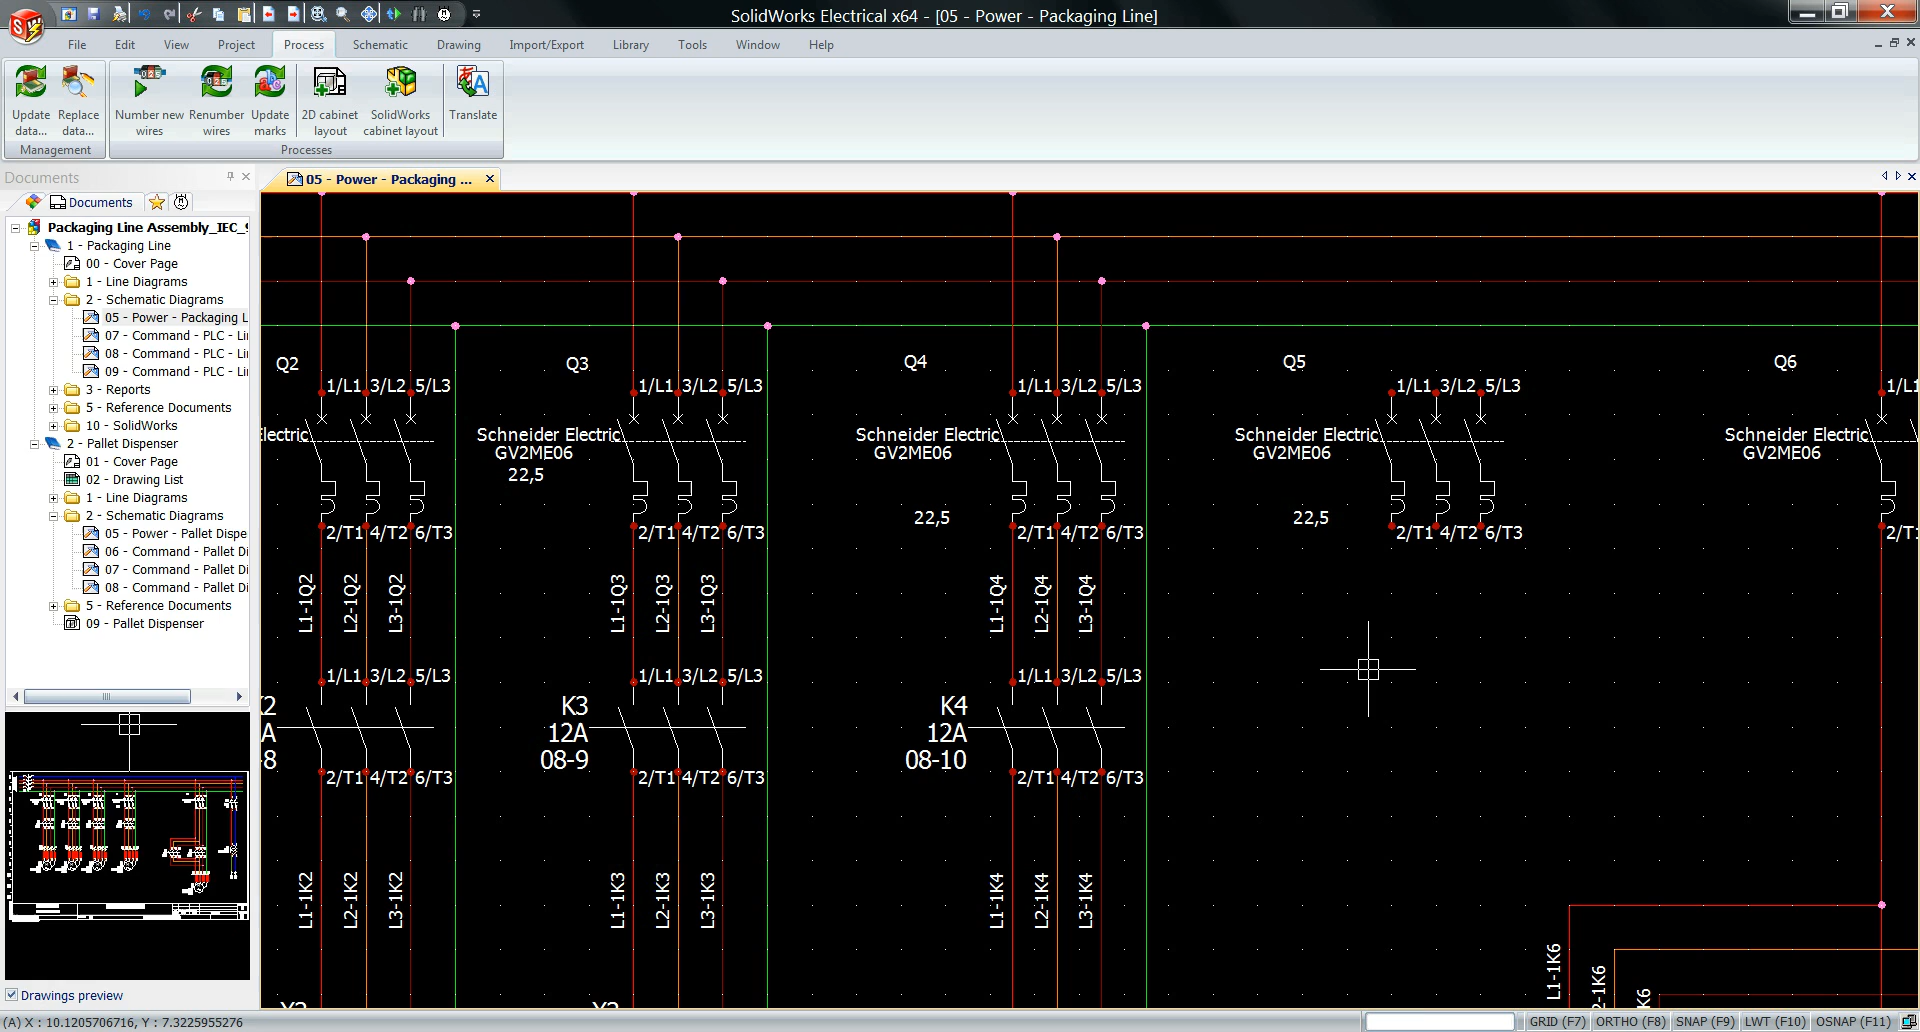 SolidWorks Electrical x64 - [05 - Power - Packaging Line]
File Edit View Project Process Schematic Drawing Import/Export Library Tools Window Help
Update data...
Replace data...
Number new wires
Renumber wires
Update marks
2D cabinet layout
SolidWorks cabinet layout
Translate
Management
Processes
Documents
05 - Power - Packaging ...
Documents
Packaging Line Assembly_IEC_
1 - Packaging Line
00 - Cover Page
1 - Line Diagrams
2 - Schematic Diagrams
05 - Power - Packaging L
07 - Command - PLC - Li
08 - Command - PLC - Li
09 - Command - PLC - Li
3 - Reports
5 - Reference Documents
10 - SolidWorks
2 - Pallet Dispenser
01 - Cover Page
02 - Drawing List
1 - Line Diagrams
2 - Schematic Diagrams
05 - Power - Pallet Dispe
06 - Command - Pallet D
07 - Command - Pallet D
08 - Command - Pallet D
5 - Reference Documents
09 - Pallet Dispenser
Drawings preview
Q2 Q3 Q4 Q5 Q6
1/L1 3/L2 5/L3 1/L1 3/L2 5/L3 1/L1 3/L2 5/L3 1/L1 3/L2 5/L3 1/L1
lectric Schneider Electric Schneider Electric Schneider Electric Schneider Electric
GV2ME06 GV2ME06 GV2ME06 GV2ME06
22,5
22,5 22,5
2/T1 4/T2 6/T3 2/T1 4/T2 6/T3 2/T1 4/T2 6/T3 2/T1 4/T2 6/T3 2/T1
L1-1Q2 L2-1Q2 L3-1Q2 L1-1Q3 L2-1Q3 L3-1Q3 L1-1Q4 L2-1Q4 L3-1Q4
1/L1 3/L2 5/L3 1/L1 3/L2 5/L3 1/L1 3/L2 5/L3
K2 K3 K4
A 12A 12A
-8 08-9 08-10
2/T1 4/T2 6/T3 2/T1 4/T2 6/T3 2/T1 4/T2 6/T3
L1-1K2 L2-1K2 L3-1K2 L1-1K3 L2-1K3 L3-1K3 L1-1K4 L2-1K4 L3-1K4
L1-1K6 2-1K6 K6
(A) X : 10.1205706716, Y : 7.3225955276
GRID (F7) ORTHO (F8) SNAP (F9) LWT (F10) OSNAP (F11)